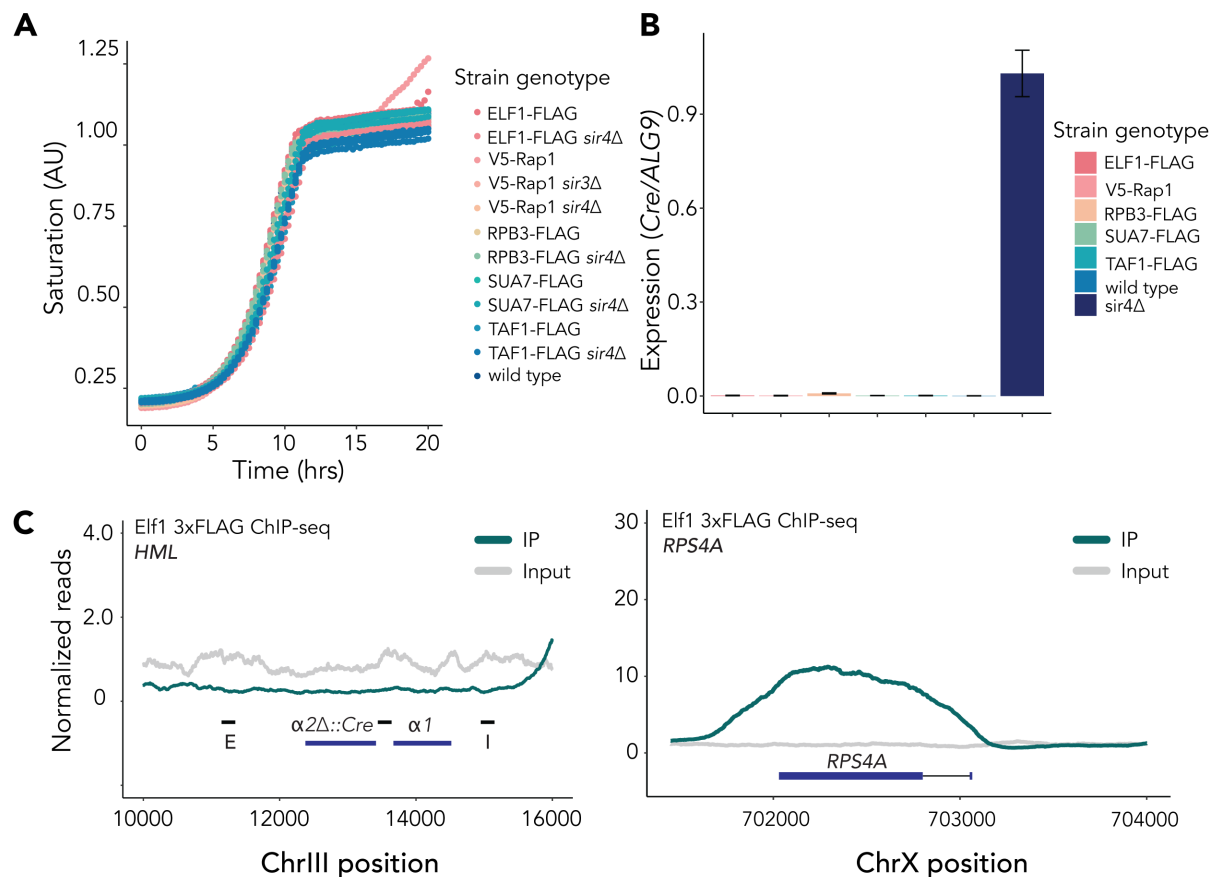 A
1.25
1.00
0.75
0.50
0.25
Saturation (AU)
0
5
10
15
20
Time (hrs)
Strain genotype
ELF1-FLAG
ELF1-FLAG sir4Δ
V5-Rap1
V5-Rap1 sir3Δ
V5-Rap1 sir4Δ
RPB3-FLAG
RPB3-FLAG sir4Δ
SUA7-FLAG
SUA7-FLAG sir4Δ
TAF1-FLAG
TAF1-FLAG sir4Δ
wild type
B
0.9
0.6
0.3
0.0
Expression (Cre/ALG9)
Strain genotype
ELF1-FLAG
V5-Rap1
RPB3-FLAG
SUA7-FLAG
TAF1-FLAG
wild type
sir4Δ
C
Elf1 3xFLAG ChIP-seq
HML
IP
Input
4.0
2.0
0
Normalized reads
E
α2Δ::Cre
α1
I
10000
12000
14000
16000
ChrIII position
Elf1 3xFLAG ChIP-seq
RPS4A
IP
Input
30
20
10
0
RPS4A
702000
703000
704000
ChrX position